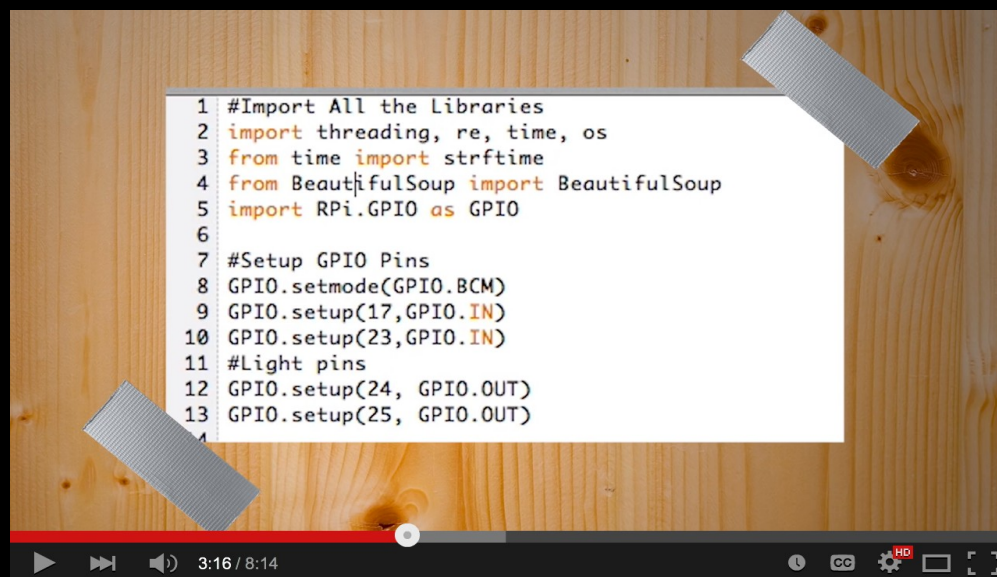 1 #Import All the Libraries
2 import threading, re, time, os
3 from time import strftime
4 from BeautifulSoup import BeautifulSoup
5 import RPi.GPIO as GPIO
6
7 #Setup GPIO Pins
8 GPIO.setmode(GPIO.BCM)
9 GPIO.setup(17,GPIO.IN)
10 GPIO.setup(23,GPIO.IN)
11 #Light pins
12 GPIO.setup(24, GPIO.OUT)
13 GPIO.setup(25, GPIO.OUT)
3:16 / 8:14 CC HD